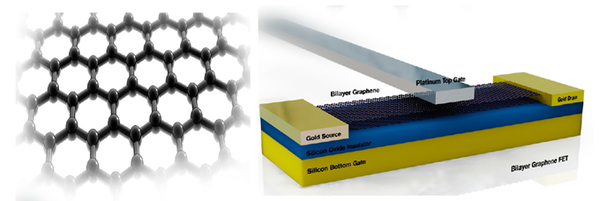 Platinum Top Gate
Bilayer Graphene
Gold Drain
Gold Source
Silicon Oxide Insulator
Silicon Bottom Gate
Bilayer Graphene FET